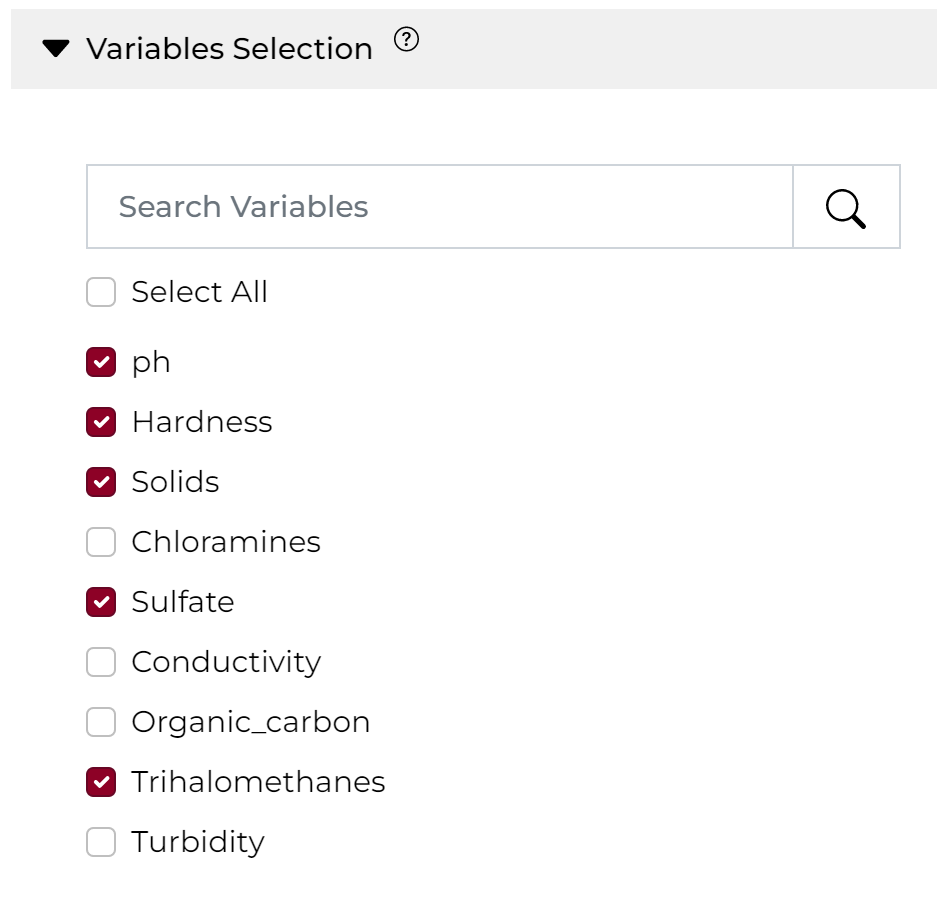 Variables Selection ?
Search Variables
Select All
ph
Hardness
Solids
Chloramines
Sulfate
Conductivity
Organic_carbon
Trihalomethanes
Turbidity